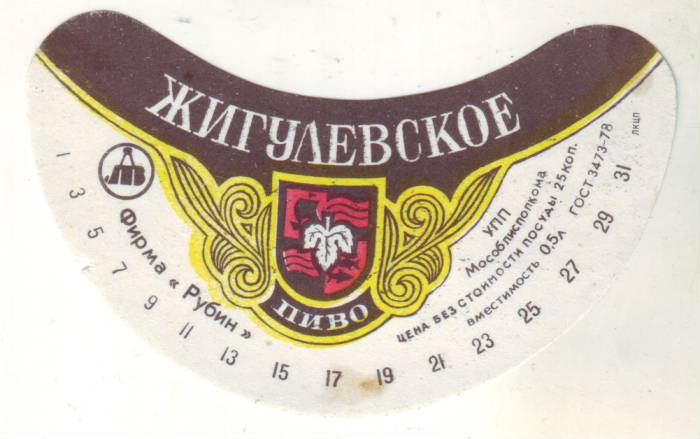 ЖИГУЛЕВСКОЕ
ПИВО
Фирма « Рубин »
УПП
Мособлисполкома
ЦЕНА БЕЗ СТОИМОСТИ ПОСУДЫ 25 КОП.
вместимость 0,5л ГОСТ 3473-78
лкцп
1 3 5 7 9 11 13 15 17 19 21 23 25 27 29 31